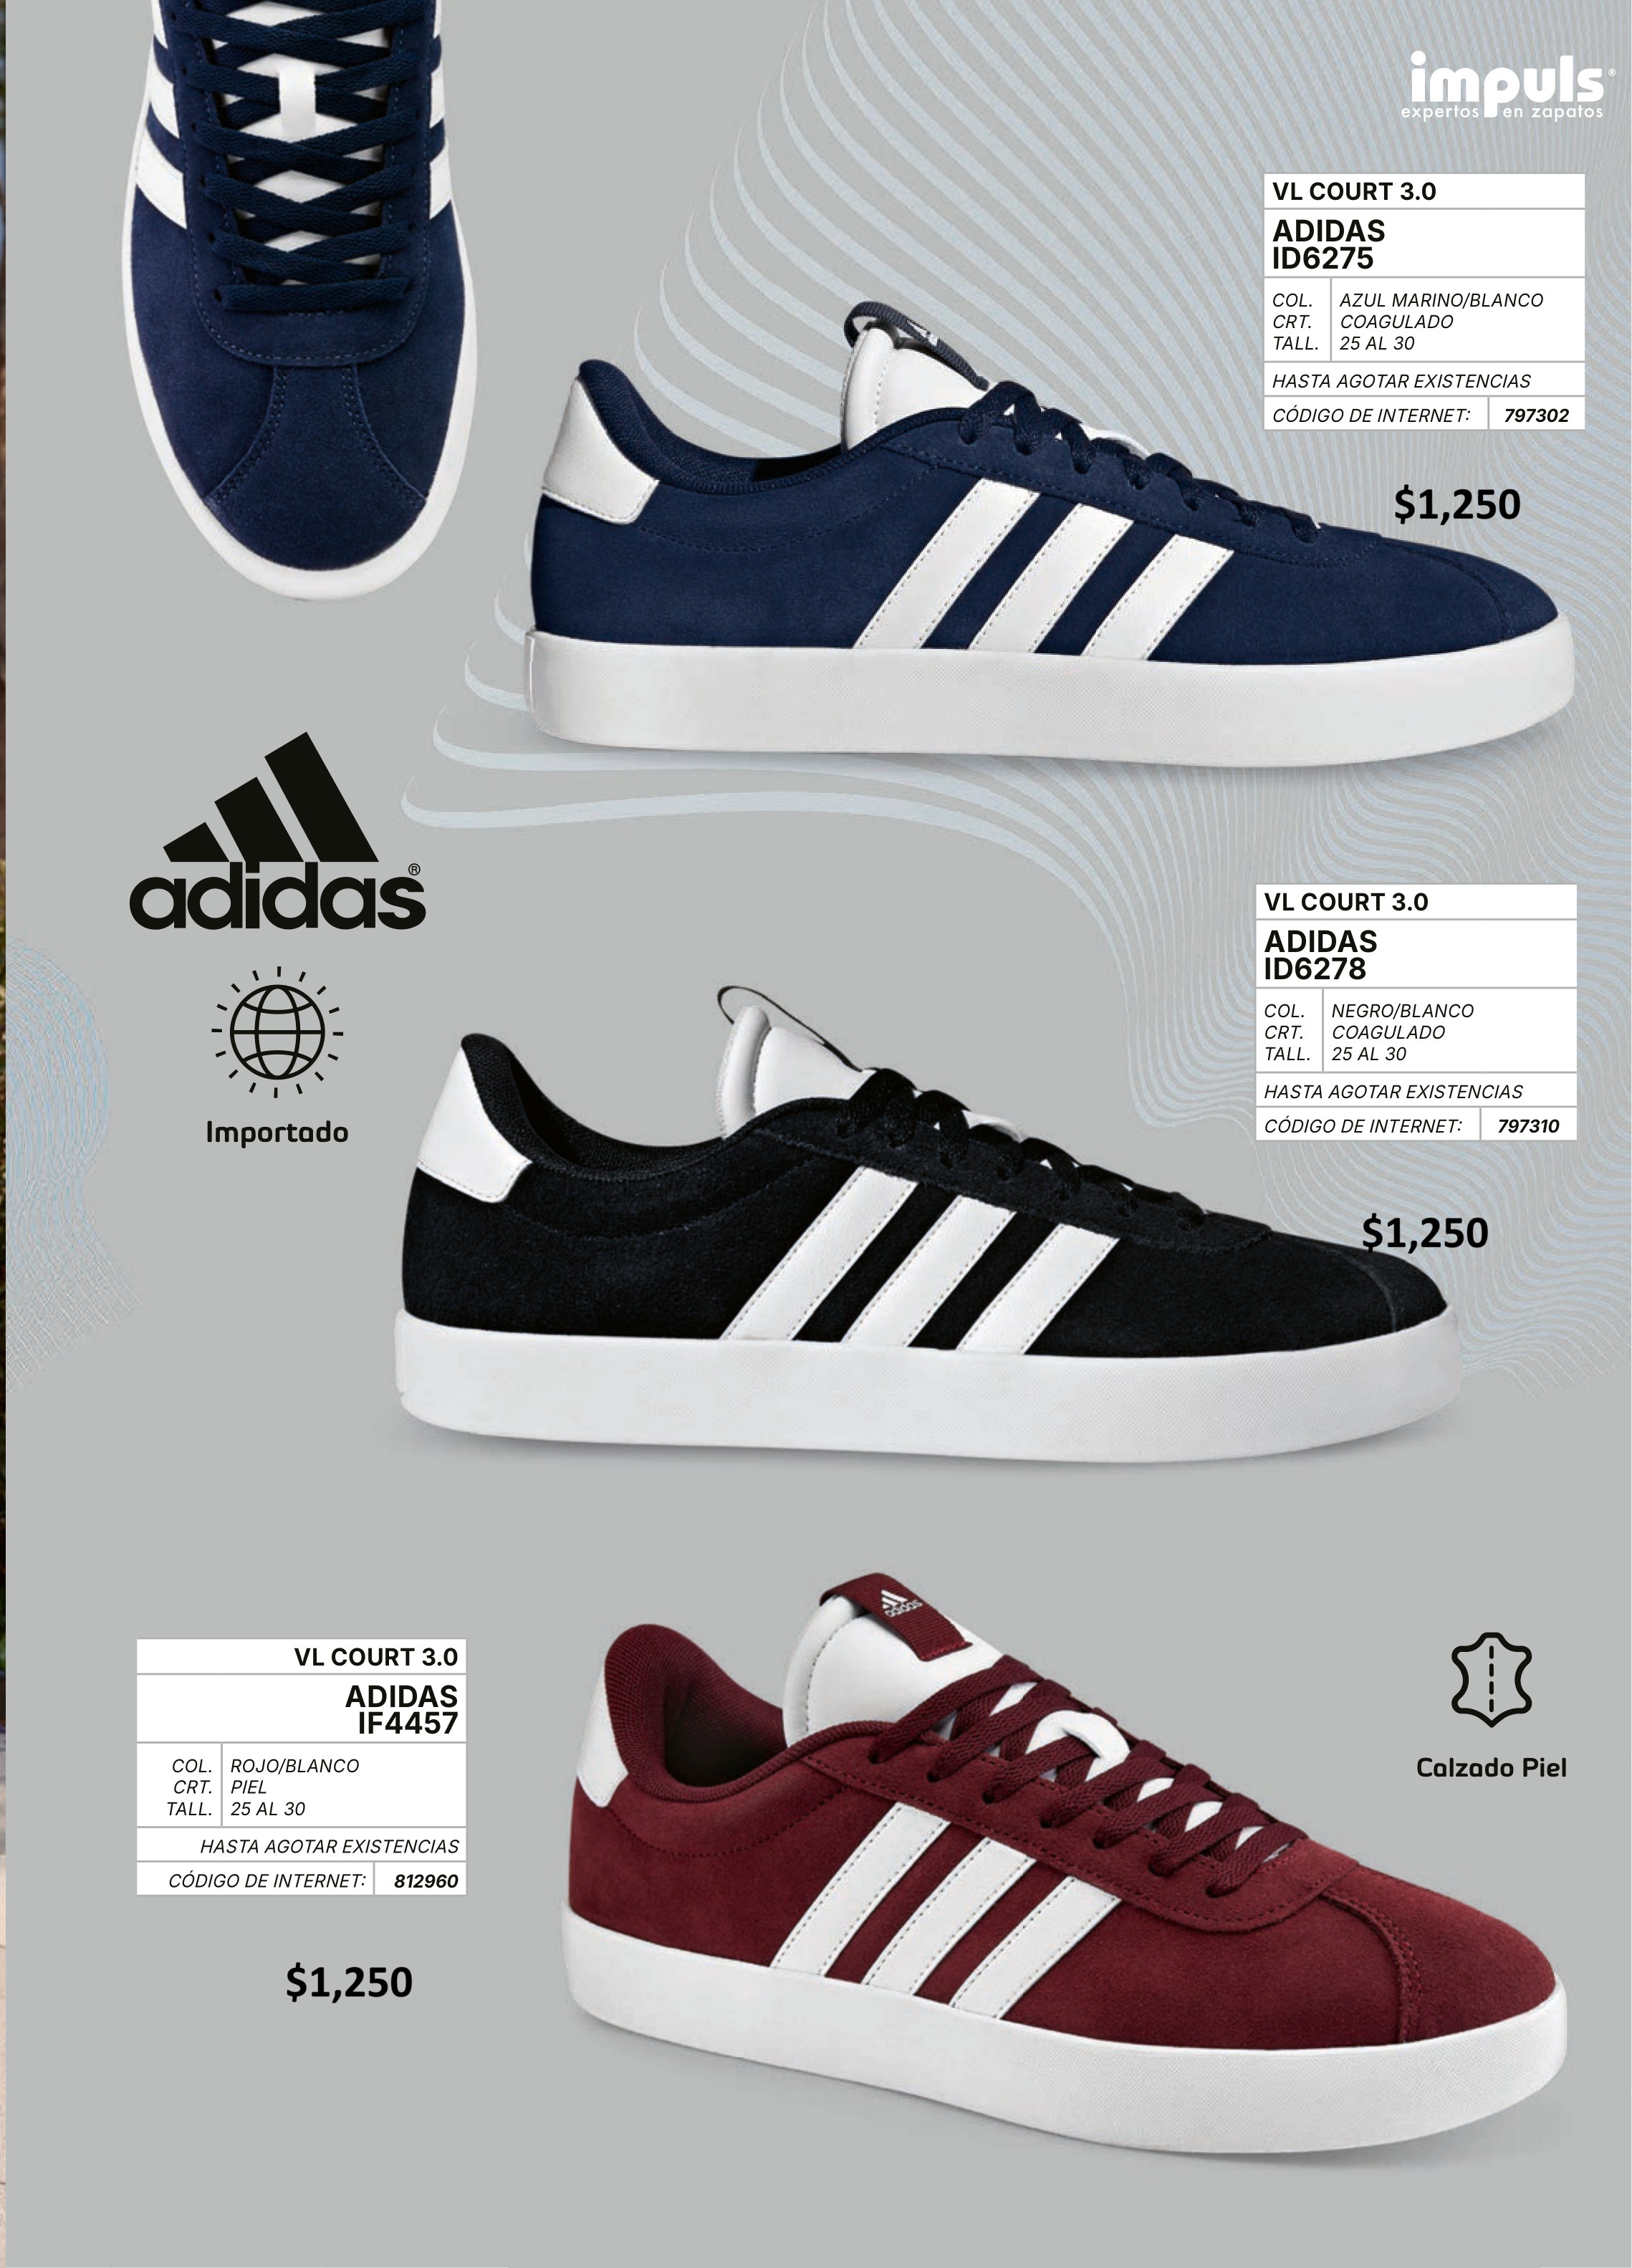 impuls®
expertos en zapatos
VL COURT 3.0
ADIDAS
ID6275
COL. AZUL MARINO/BLANCO
CRT. COAGULADO
TALL. 25 AL 30
HASTA AGOTAR EXISTENCIAS
CÓDIGO DE INTERNET: 797302
$1,250
adidas®
Importado
VL COURT 3.0
ADIDAS
ID6278
COL. NEGRO/BLANCO
CRT. COAGULADO
TALL. 25 AL 30
HASTA AGOTAR EXISTENCIAS
CÓDIGO DE INTERNET: 797310
$1,250
adidas
VL COURT 3.0
ADIDAS
IF4457
COL. ROJO/BLANCO
CRT. PIEL
TALL. 25 AL 30
HASTA AGOTAR EXISTENCIAS
CÓDIGO DE INTERNET: 812960
Calzado Piel
$1,250